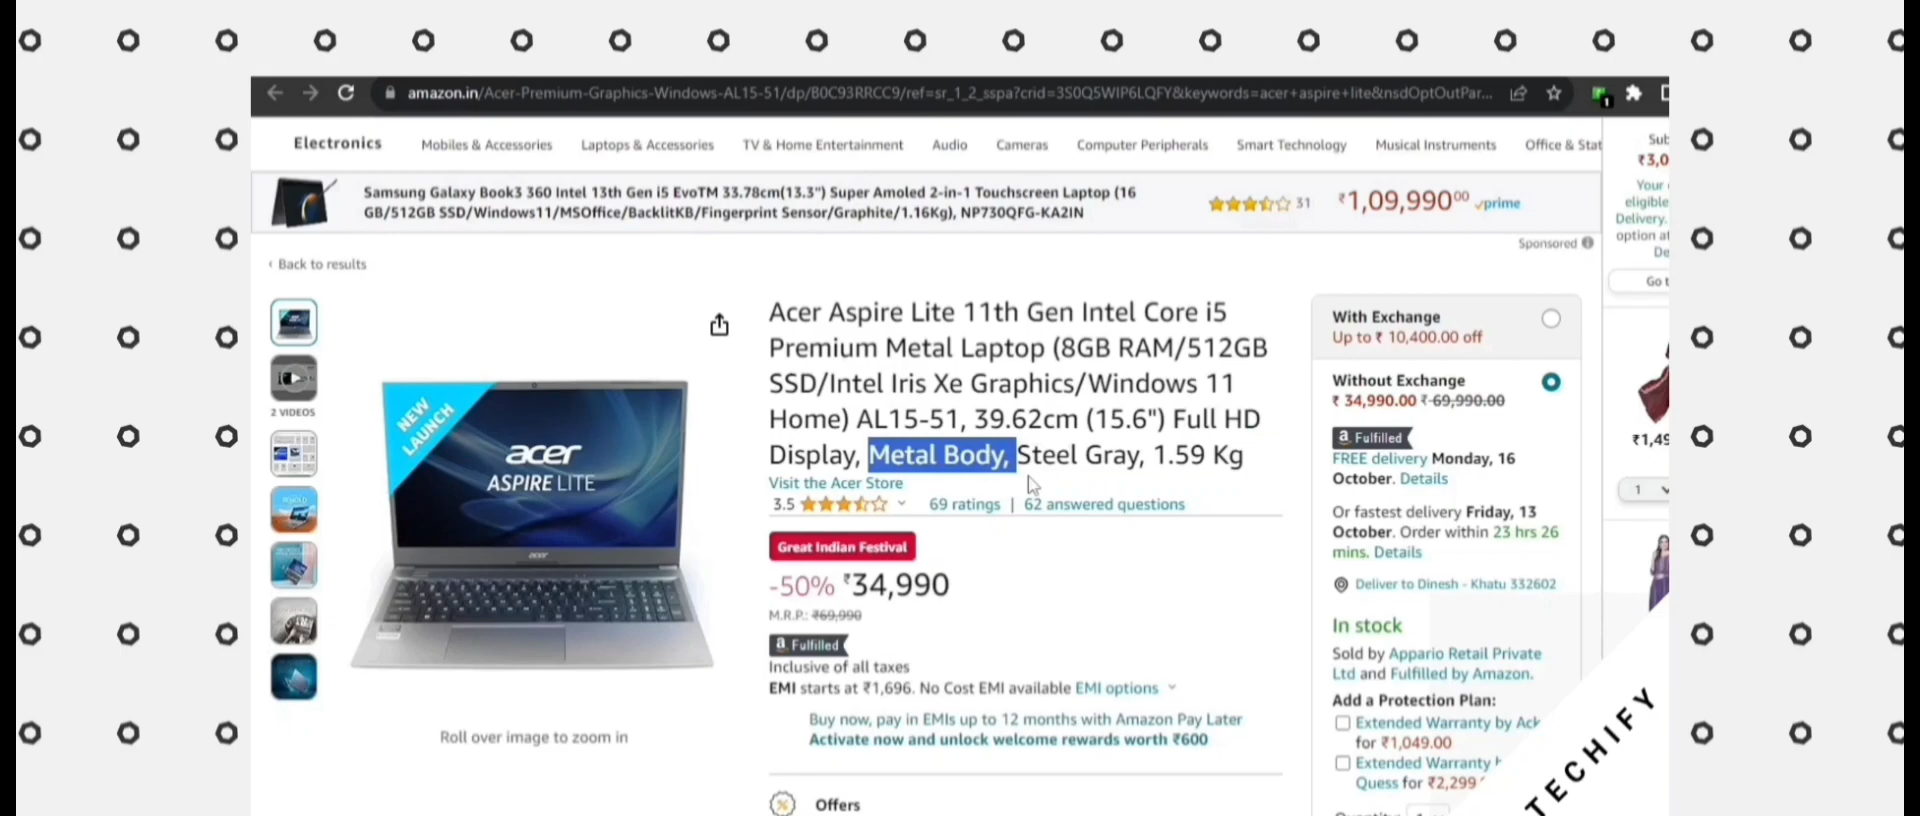 amazon.in/Acer-Premium-Graphics-Windows-AL15-51/dp/B0C93RRCC9/ref=sr_1_2_sspa?crid=3S0Q5WIP6LQFY&keywords=acer+aspire+lite&nsdOptOutPar...
1
Electronics Mobiles & Accessories Laptops & Accessories TV & Home Entertainment Audio Cameras Computer Peripherals Smart Technology Musical Instruments Office & Stat
Samsung Galaxy Book3 360 Intel 13th Gen i5 EvoTM 33.78cm(13.3") Super Amoled 2-in-1 Touchscreen Laptop (16
GB/512GB SSD/Windows11/MSOffice/BacklitKB/Fingerprint Sensor/Graphite/1.16Kg), NP730QFG-KA2IN
31 ₹1,09,99000 prime
Sponsored
‹ Back to results
2 VIDEOS
NEW
LAUNCH
acer
ASPIRE LITE
acer
Roll over image to zoom in
Acer Aspire Lite 11th Gen Intel Core i5
Premium Metal Laptop (8GB RAM/512GB
SSD/Intel Iris Xe Graphics/Windows 11
Home) AL15-51, 39.62cm (15.6") Full HD
Display, Metal Body, Steel Gray, 1.59 Kg
Visit the Acer Store
3.5 69 ratings | 62 answered questions
Great Indian Festival
-50% ₹34,990
M.R.P.: ₹69,990
a Fulfilled
Inclusive of all taxes
EMI starts at ₹1,696. No Cost EMI available EMI options
Buy now, pay in EMIs up to 12 months with Amazon Pay Later
Activate now and unlock welcome rewards worth ₹600
Offers
With Exchange
Up to ₹ 10,400.00 off
Without Exchange
₹ 34,990.00 ₹ 69,990.00
a Fulfilled
FREE delivery Monday, 16
October. Details
Or fastest delivery Friday, 13
October. Order within 23 hrs 26
mins. Details
Deliver to Dinesh - Khatu 332602
In stock
Sold by Appario Retail Private
Ltd and Fulfilled by Amazon.
Add a Protection Plan:
Extended Warranty by Ack
for ₹1,049.00
Extended Warranty
Quess for ₹2,299
Sub
₹3,0
Your
eligible
Delivery.
option at
De
Go t
₹1,49
1
TECHIFY